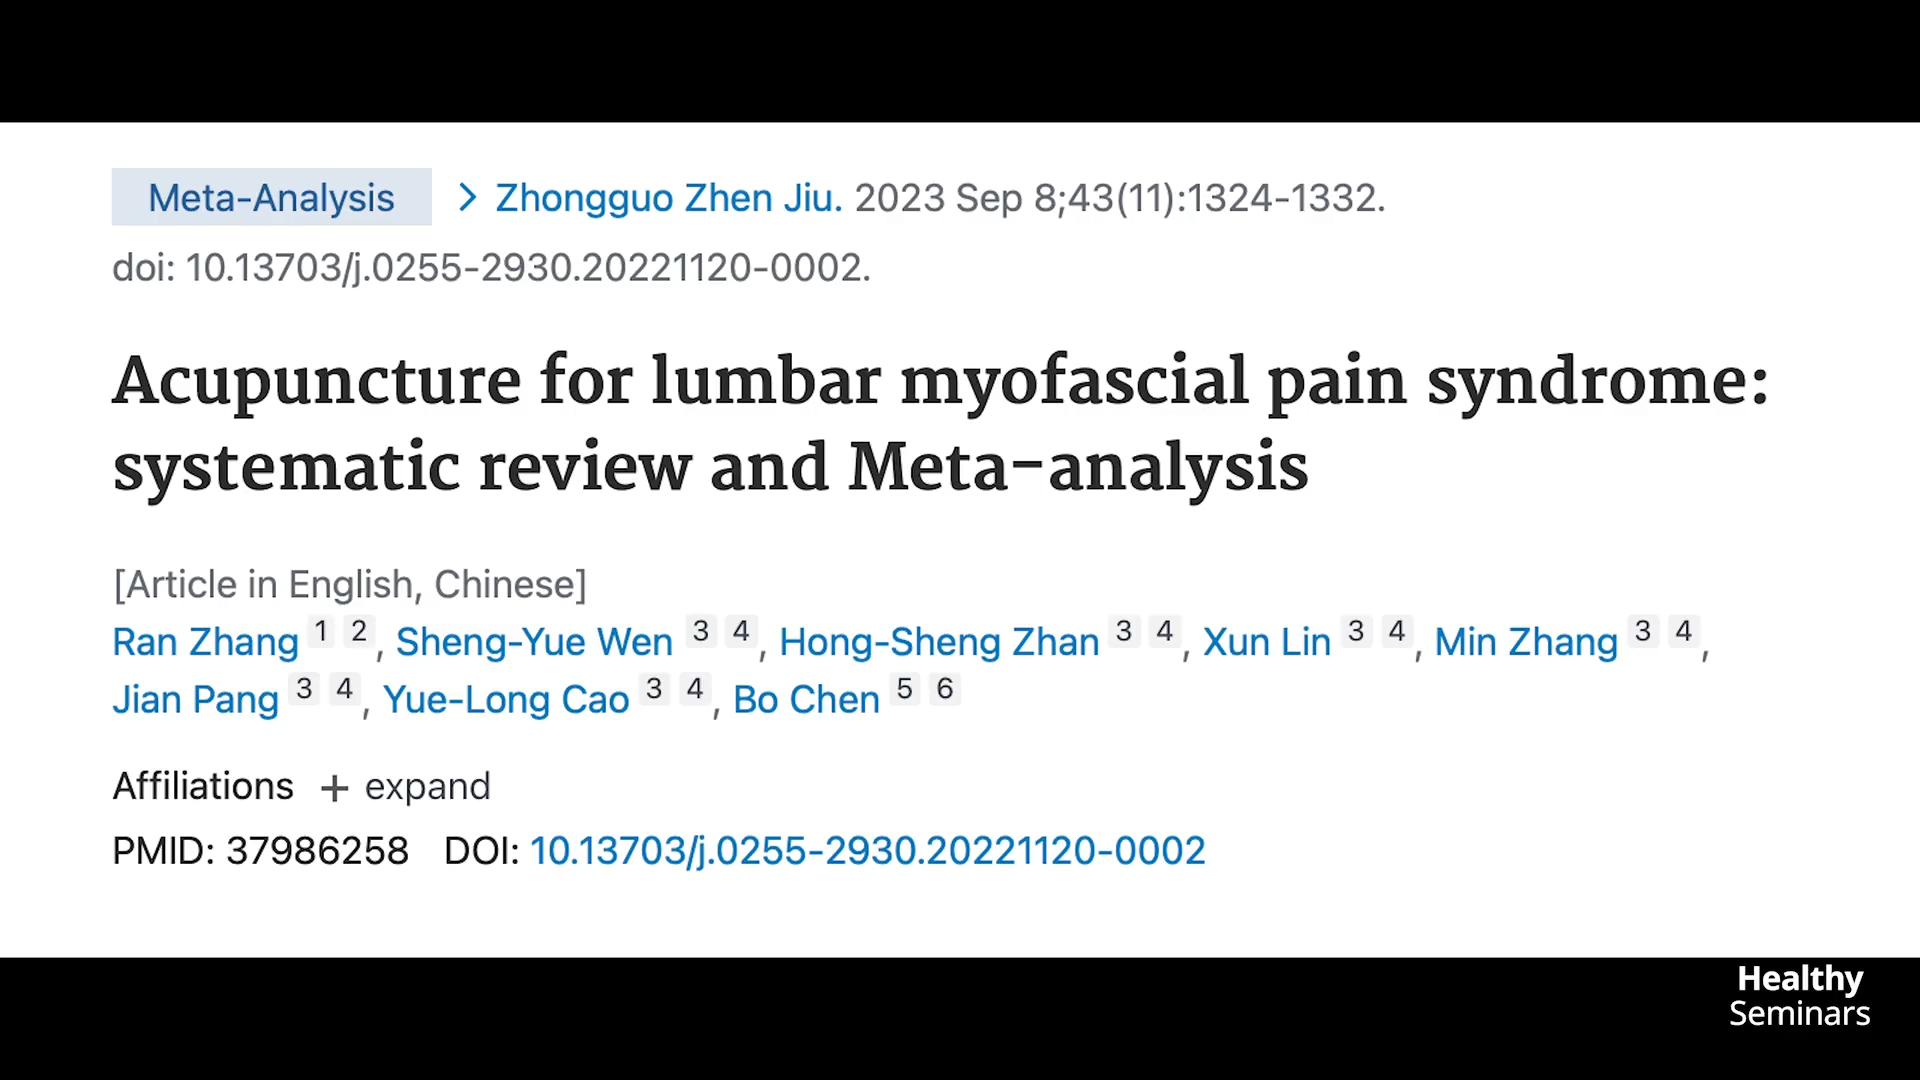 Meta-Analysis > Zhongguo Zhen Jiu. 2023 Sep 8;43(11):1324-1332.
doi: 10.13703/j.0255-2930.20221120-0002.
Acupuncture for lumbar myofascial pain syndrome:
systematic review and Meta-analysis
[Article in English, Chinese]
Ran Zhang 1 2, Sheng-Yue Wen 3 4, Hong-Sheng Zhan 3 4, Xun Lin 3 4, Min Zhang 3 4,
Jian Pang 3 4, Yue-Long Cao 3 4, Bo Chen 5 6
Affiliations + expand
PMID: 37986258 DOI: 10.13703/j.0255-2930.20221120-0002
Healthy
Seminars